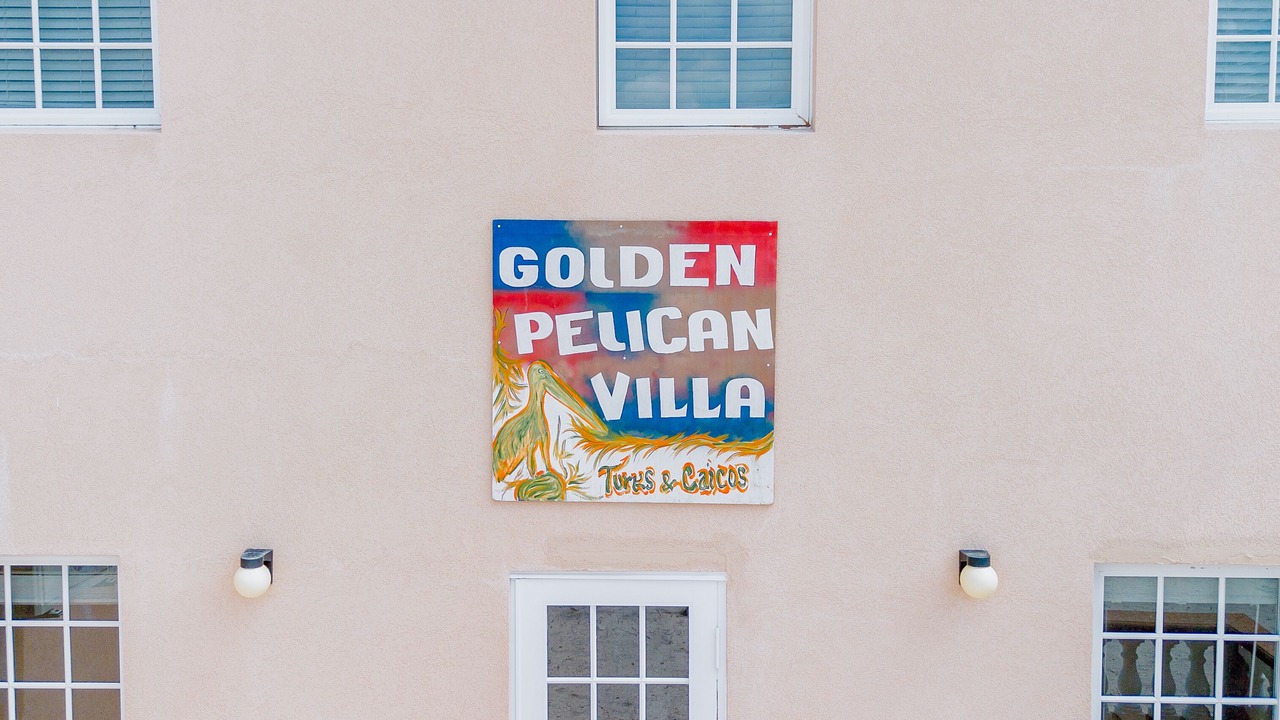 GOLDEN
PELICAN
VILLA
Turks & Caicos